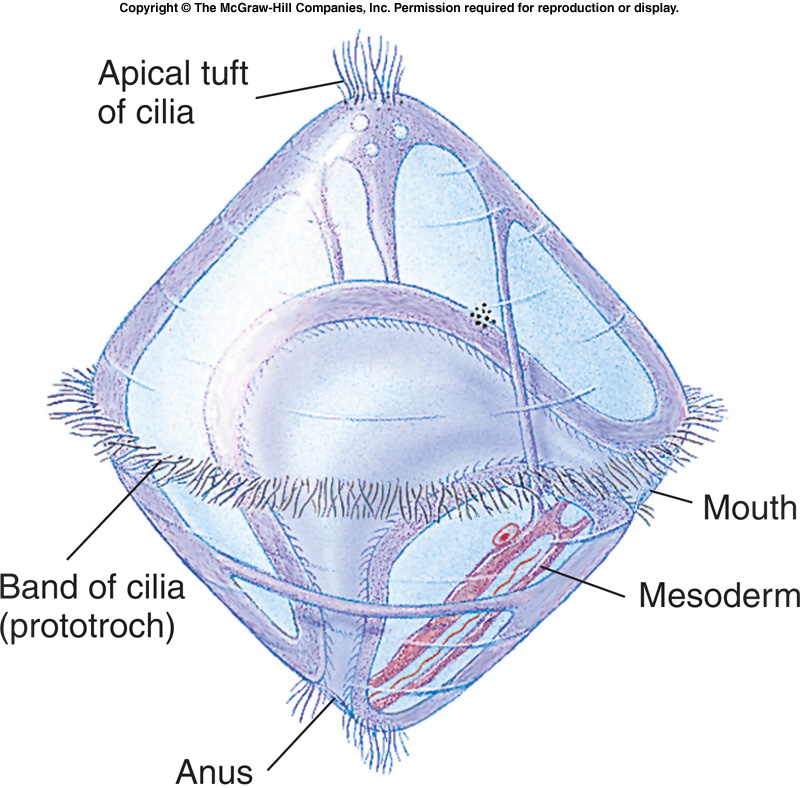 Copyright © The McGraw-Hill Companies, Inc. Permission required for reproduction or display.
Apical tuft
of cilia
Mouth
Band of cilia
(prototroch)
Mesoderm
Anus